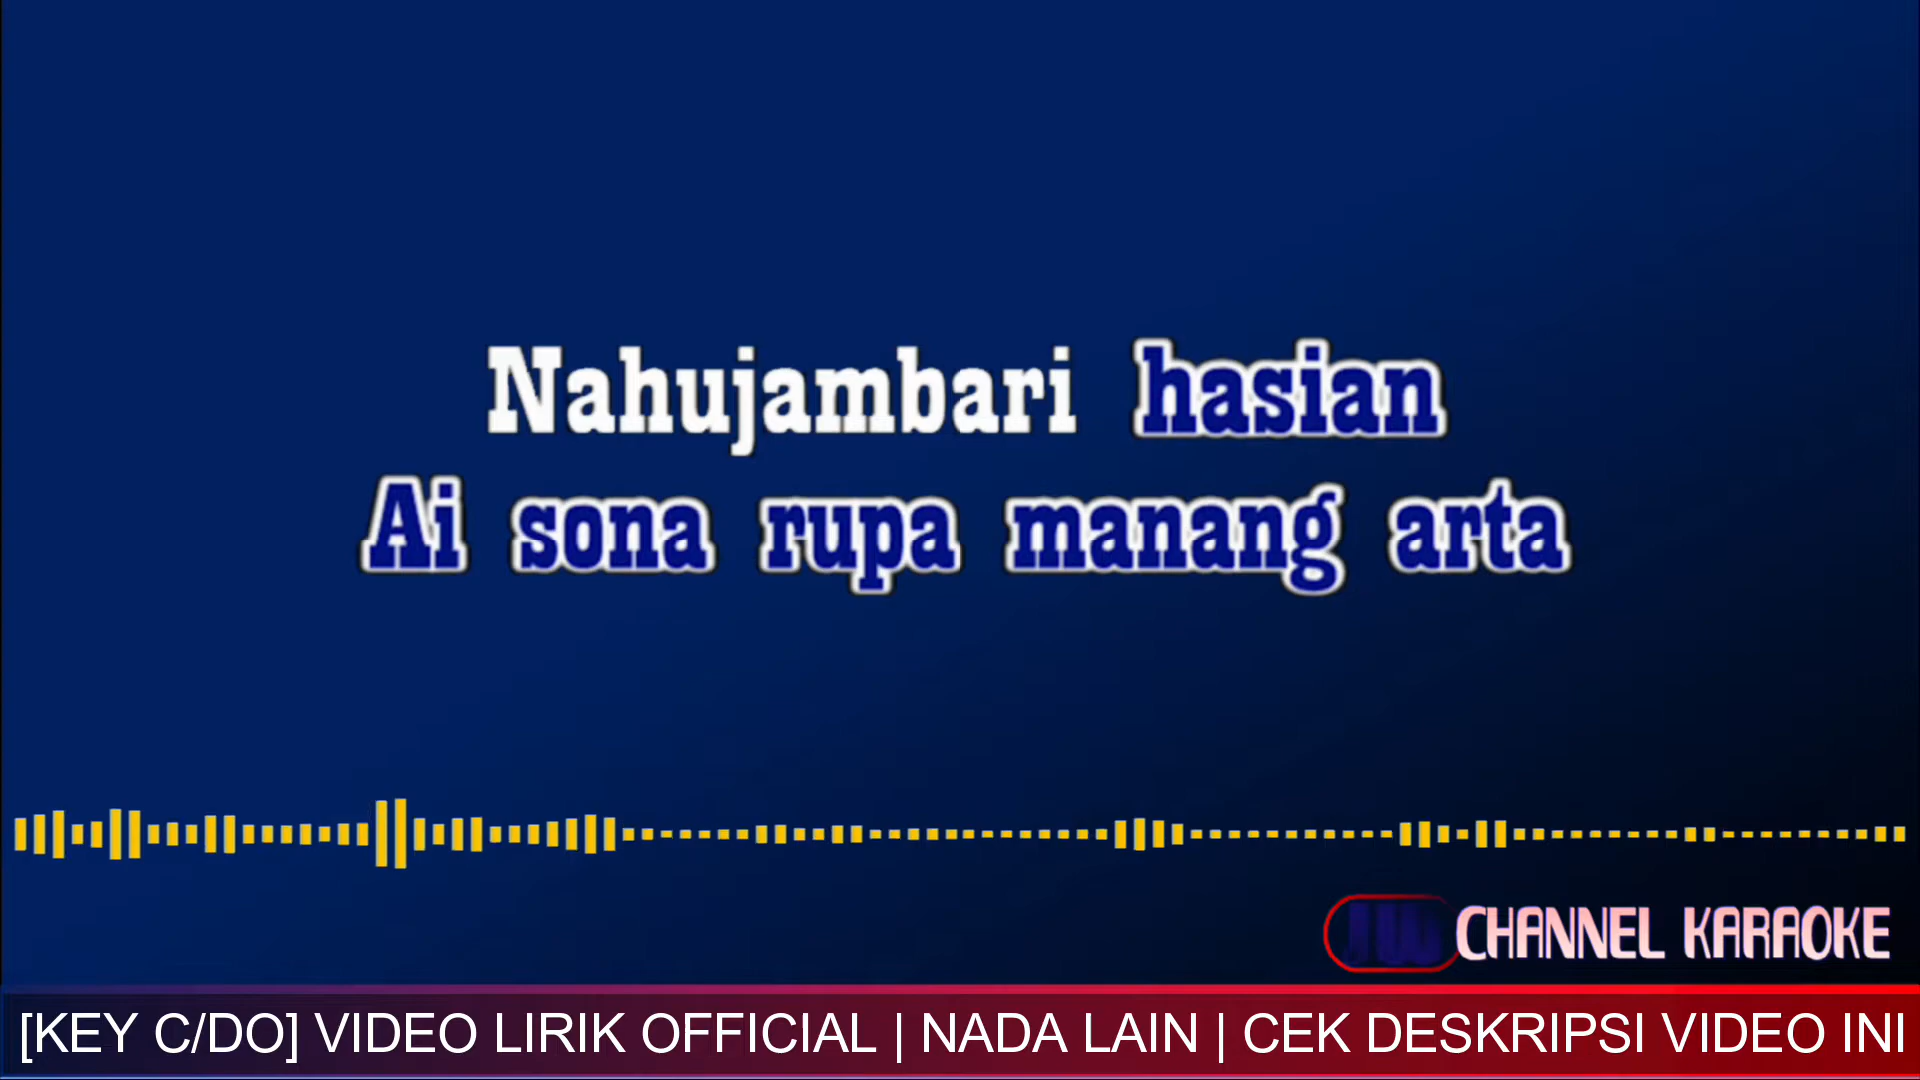 Nahujambari hasian
Ai sona rupa manang arta
JW CHANNEL KARAOKE
[KEY C/DO] VIDEO LIRIK OFFICIAL | NADA LAIN | CEK DESKRIPSI VIDEO INI